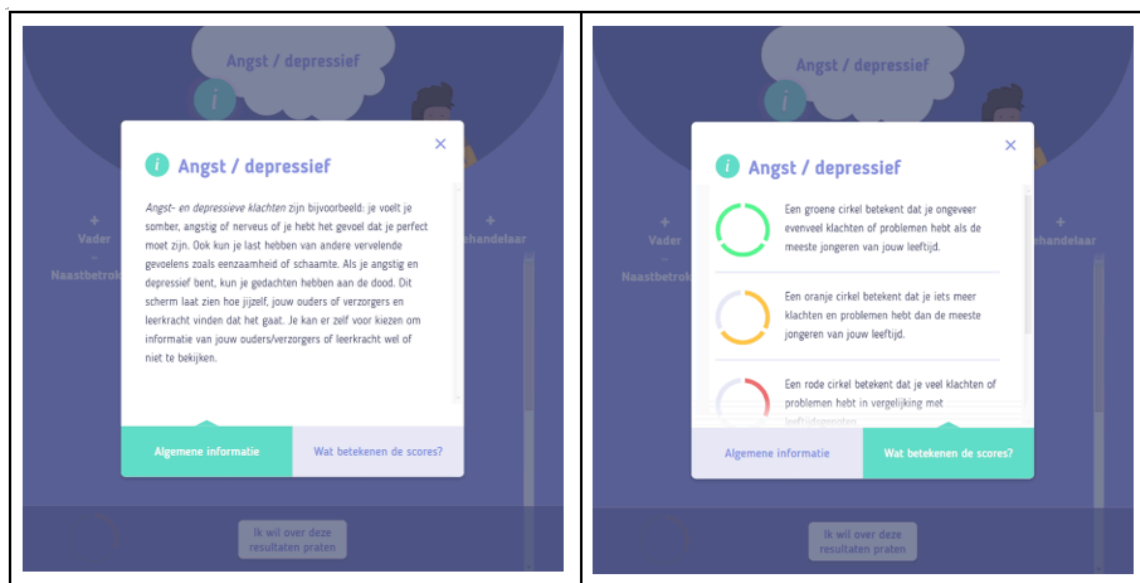 Angst / depressief
i
i Angst / depressief
×
Angst- en depressieve klachten zijn bijvoorbeeld: je voelt je
somber, angstig of nerveus of je hebt het gevoel dat je perfect
moet zijn. Ook kun je last hebben van andere vervelende
gevoelens zoals eenzaamheid of schaamte. Als je angstig en
depressief bent, kun je gedachten hebben aan de dood. Dit
scherm laat zien hoe jijzelf, jouw ouders of verzorgers en
leerkracht vinden dat het gaat. Je kan er zelf voor kiezen om
informatie van jouw ouders/verzorgers of leerkracht wel of
niet te bekijken.
+
Vader
-
Naastbetrok
+
ehandelaar
Algemene informatie
Wat betekenen de scores?
Ik wil over deze
resultaten praten
Angst / depressief
i
i Angst / depressief
×
Een groene cirkel betekent dat je ongeveer
evenveel klachten of problemen hebt als de
meeste jongeren van jouw leeftijd.
Een oranje cirkel betekent dat je iets meer
klachten en problemen hebt dan de meeste
jongeren van jouw leeftijd.
Een rode cirkel betekent dat je veel klachten of
problemen hebt in vergelijking met
leeftijdsgenoten.
+
Vader
-
Naastbetrok
+
ehandelaar
Algemene informatie
Wat betekenen de scores?
Ik wil over deze
resultaten praten